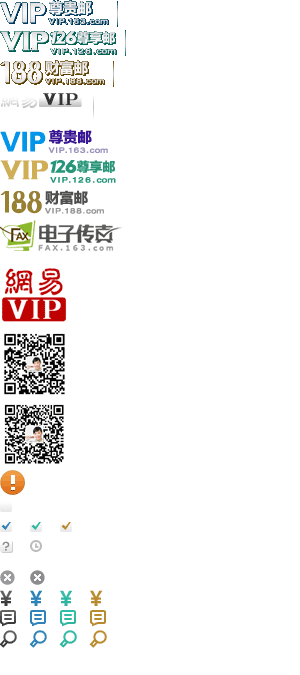 VIP 尊贵邮
VIP.163.com
VIP 126尊享邮
VIP.126.com
188 财富邮
VIP.188.com
網易 VIP
VIP 尊贵邮
VIP.163.com
VIP 126尊享邮
VIP.126.com
188 财富邮
VIP.188.com
FAX 电子传真
FAX.163.com
網易
VIP
!
?
¥ ¥ ¥ ¥